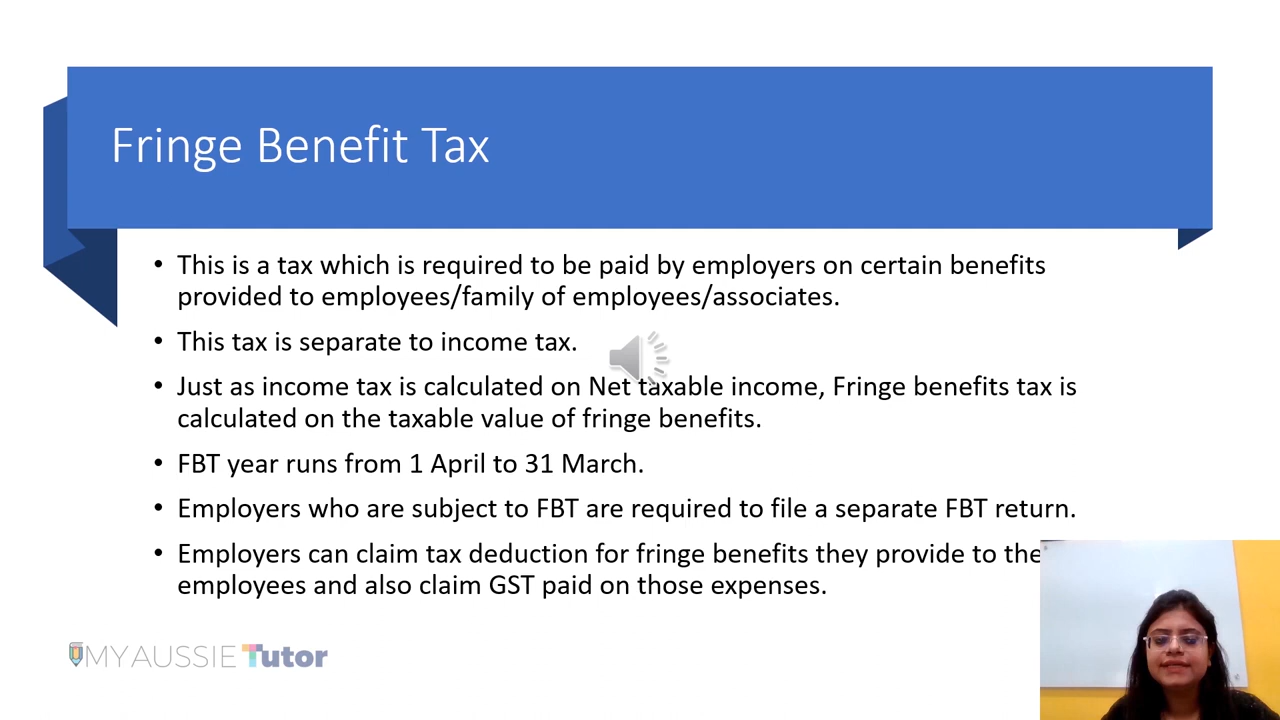 Fringe Benefit Tax
• This is a tax which is required to be paid by employers on certain benefits
provided to employees/family of employees/associates.
• This tax is separate to income tax.
• Just as income tax is calculated on Net taxable income, Fringe benefits tax is
calculated on the taxable value of fringe benefits.
• FBT year runs from 1 April to 31 March.
• Employers who are subject to FBT are required to file a separate FBT return.
• Employers can claim tax deduction for fringe benefits they provide to the
employees and also claim GST paid on those expenses.
MY AUSSIE Tutor